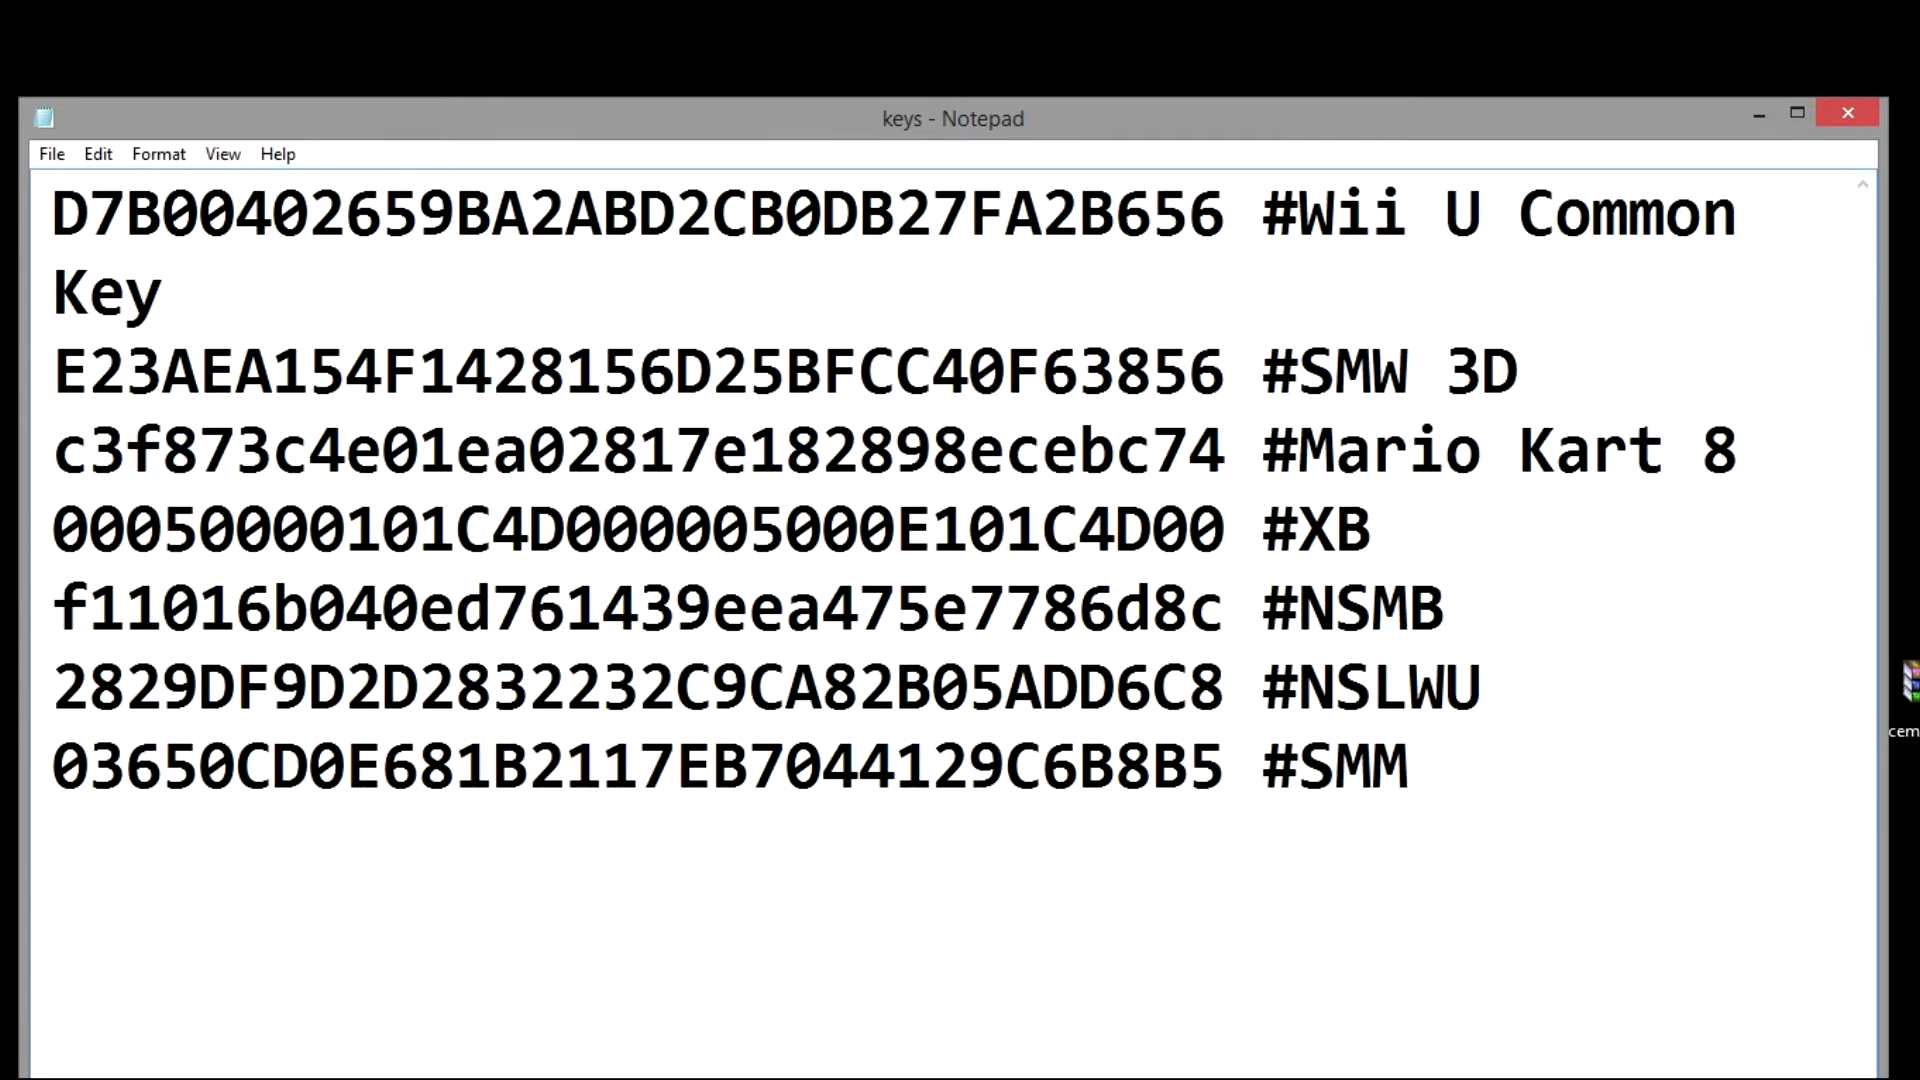 keys - Notepad
File Edit Format View Help
D7B00402659BA2ABD2CB0DB27FA2B656 #Wii U Common
Key
E23AEA154F1428156D25BFCC40F63856 #SMW 3D
c3f873c4e01ea02817e182898ecebc74 #Mario Kart 8
00050000101C4D000005000E101C4D00 #XB
f11016b040ed761439eea475e7786d8c #NSMB
2829DF9D2D2832232C9CA82B05ADD6C8 #NSLWU
03650CD0E681B2117EB7044129C6B8B5 #SMM
cem